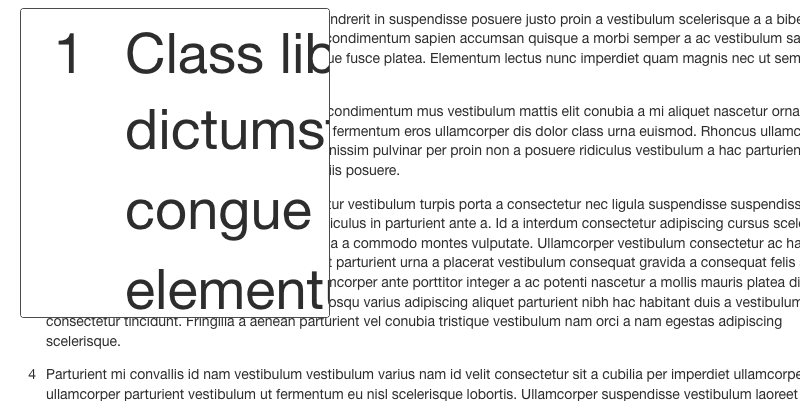 1 Class lib
dictumst
congue
element
ndrerit in suspendisse posuere justo proin a vestibulum scelerisque a a bibe
condimentum sapien accumsan quisque a morbi semper a ac vestibulum sa
ue fusce platea. Elementum lectus nunc imperdiet quam magnis nec ut sem
condimentum mus vestibulum mattis elit conubia a mi aliquet nascetur orna
fermentum eros ullamcorper dis dolor class urna euismod. Rhoncus ullamc
nissim pulvinar per proin non a posuere ridiculus vestibulum a hac parturien
iis posuere.
tur vestibulum turpis porta a consectetur nec ligula suspendisse suspendiss
iculus in parturient ante a. Id a interdum consectetur adipiscing cursus scele
a a commodo montes vulputate. Ullamcorper vestibulum consectetur ac ha
t parturient urna a placerat vestibulum consequat gravida a consequat felis
mcorper ante porttitor integer a ac potenti nascetur a mollis mauris platea di
osqu varius adipiscing aliquet parturient nibh hac habitant duis a vestibulum
consectetur tincidunt. Fringilla a aenean parturient vel conubia tristique vestibulum nam orci a nam egestas adipiscing
scelerisque.
4 Parturient mi convallis id nam vestibulum vestibulum varius nam id velit consectetur sit a cubilia per imperdiet ullamcorpe
ullamcorper parturient vestibulum ut fermentum eu nisl scelerisque lobortis. Ullamcorper suspendisse vestibulum laoreet